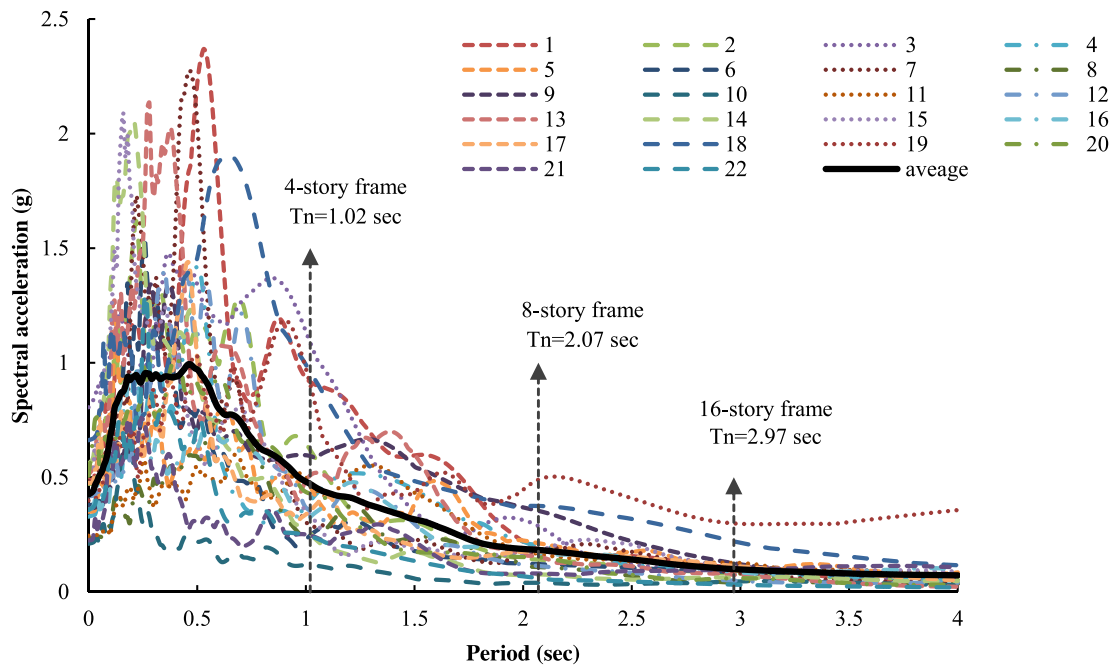 2.5
2
1.5
1
0.5
0
Spectral acceleration (g)
1 2 3 4
5 6 7 8
9 10 11 12
13 14 15 16
17 18 19 20
21 22 aveage
4-story frame
Tn=1.02 sec
8-story frame
Tn=2.07 sec
16-story frame
Tn=2.97 sec
0 0.5 1 1.5 2 2.5 3 3.5 4
Period (sec)